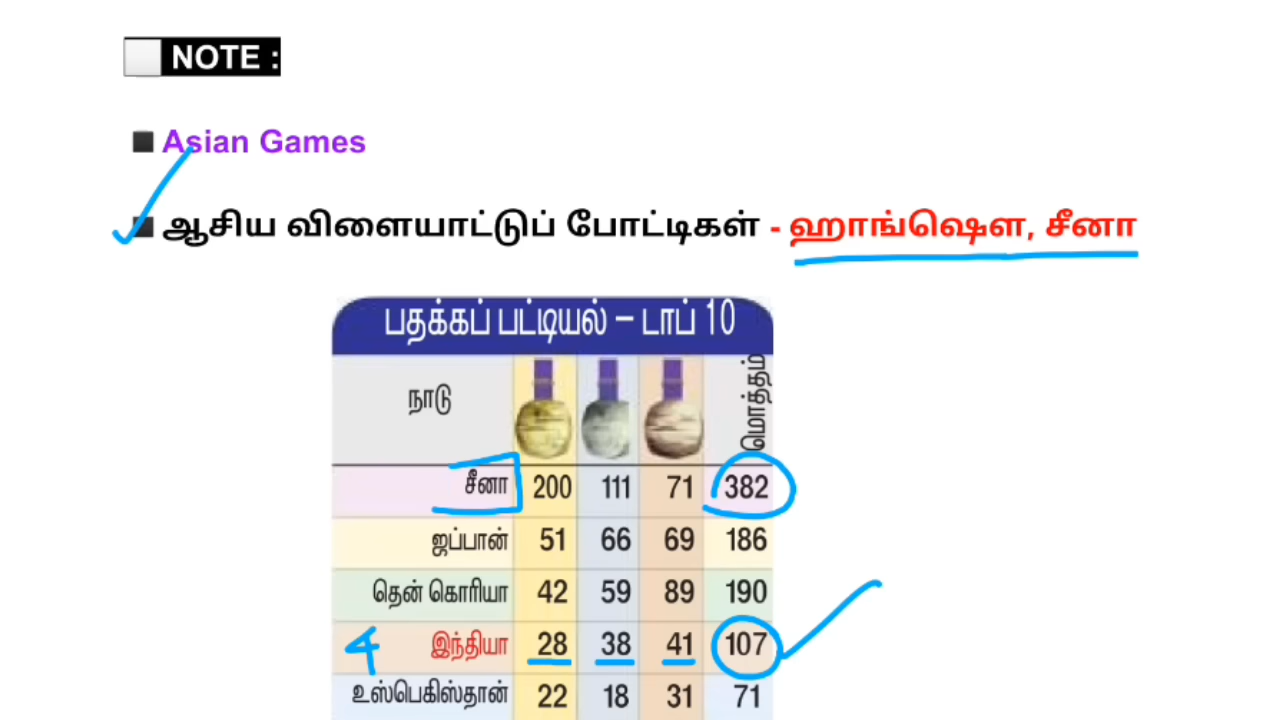 NOTE :
Asian Games
ஆசிய விளையாட்டுப் போட்டிகள் - ஹாங்ஷௌ, சீனா
பதக்கப் பட்டியல் – டாப் 10
நாடு மொத்தம்
சீனா 200 111 71 382
ஜப்பான் 51 66 69 186
தென் கொரியா 42 59 89 190
4 இந்தியா 28 38 41 107
உஸ்பெகிஸ்தான் 22 18 31 71